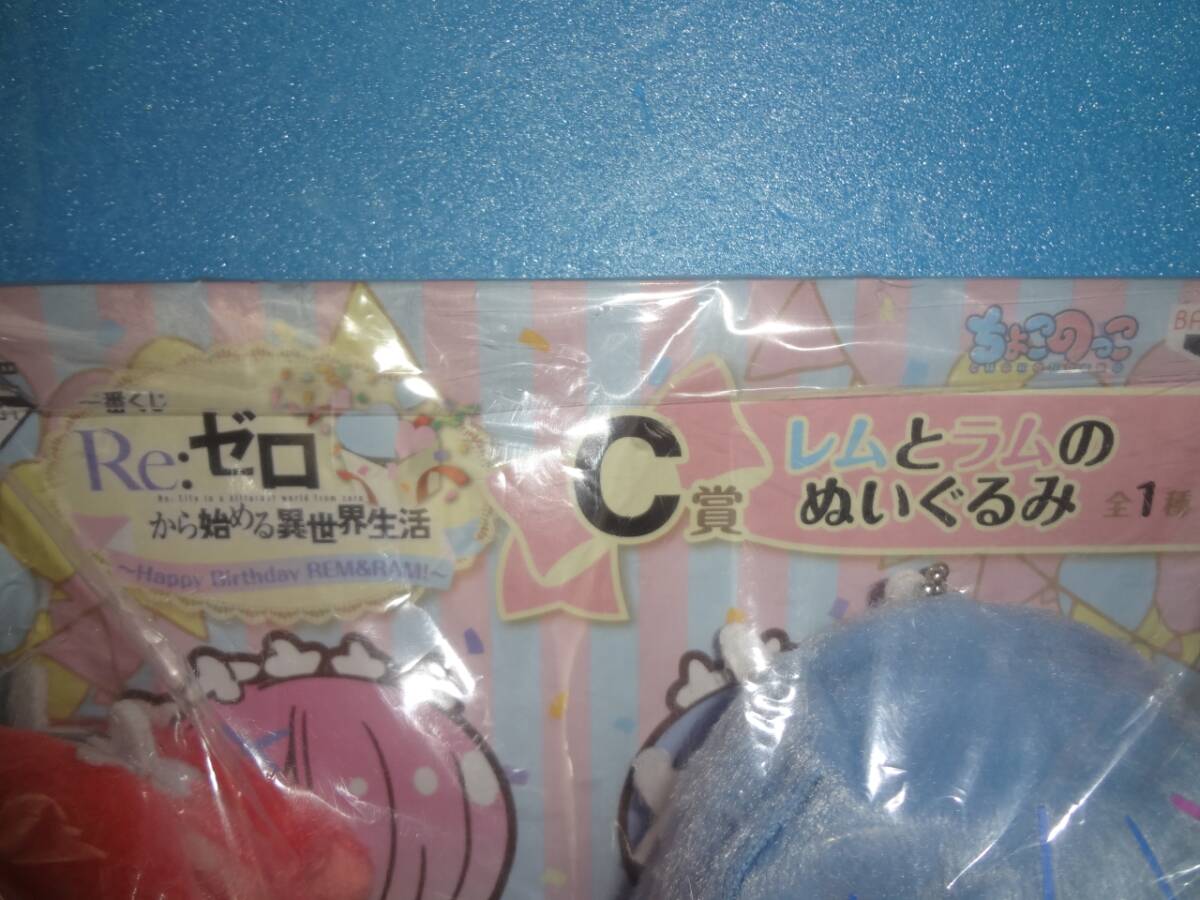 一番くじ
Re:ゼロ
Re: Life in a different world from zero
から始める異世界生活
~Happy Birthday REM&RAM!~
ちょこのっこ
CHOKONOKKO
BA
C賞
レムとラムの
ぬいぐるみ 全1種